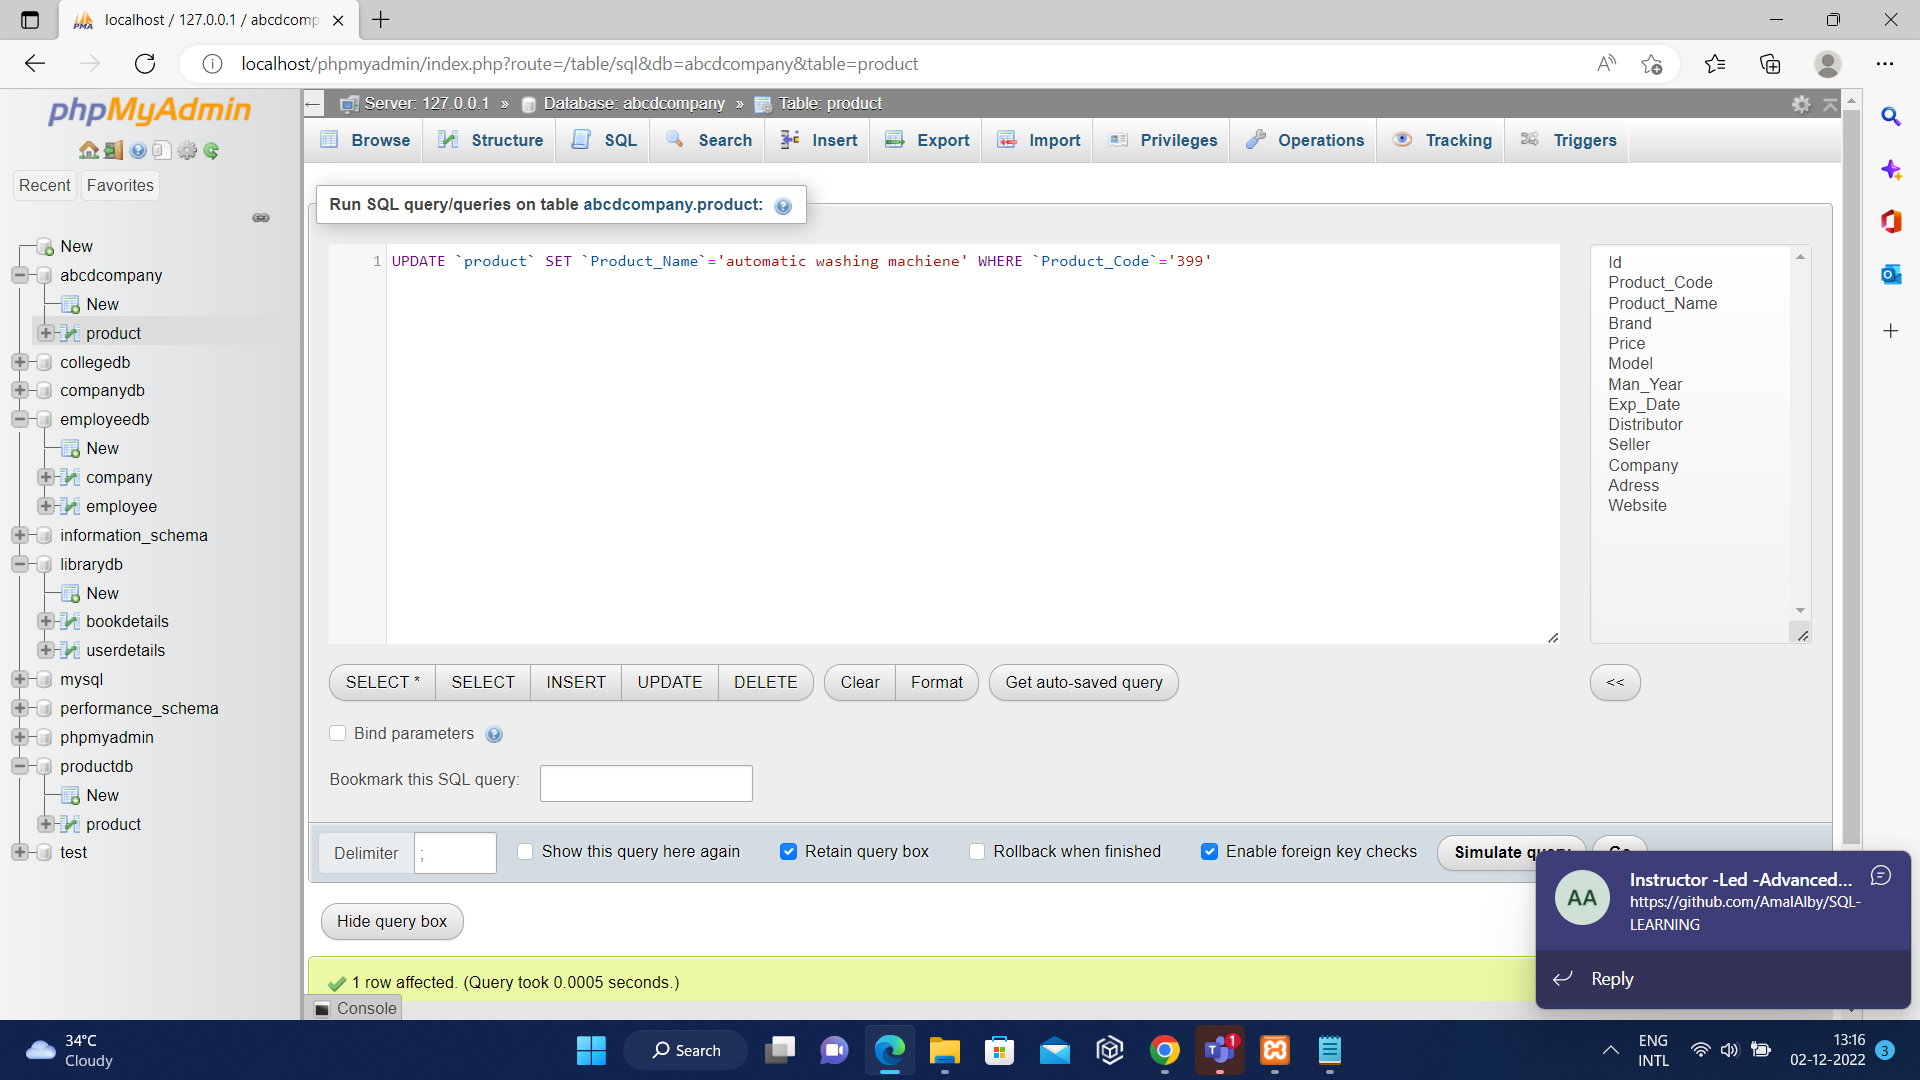 localhost / 127.0.0.1 / abcdcomp
localhost/phpmyadmin/index.php?route=/table/sql&db=abcdcompany&table=product
phpMyAdmin
Recent
Favorites
New
abcdcompany
New
product
collegedb
companydb
employeedb
New
company
employee
information_schema
librarydb
New
bookdetails
userdetails
mysql
performance_schema
phpmyadmin
productdb
New
product
test
Server: 127.0.0.1 » Database: abcdcompany » Table: product
Browse
Structure
SQL
Search
Insert
Export
Import
Privileges
Operations
Tracking
Triggers
Run SQL query/queries on table abcdcompany.product:
1 UPDATE `product` SET `Product_Name`='automatic washing machiene' WHERE `Product_Code`='399'
Id
Product_Code
Product_Name
Brand
Price
Model
Man_Year
Exp_Date
Distributor
Seller
Company
Adress
Website
SELECT *
SELECT
INSERT
UPDATE
DELETE
Clear
Format
Get auto-saved query
<<
Bind parameters
Bookmark this SQL query:
Delimiter
;
Show this query here again
Retain query box
Rollback when finished
Enable foreign key checks
Simulate
Hide query box
1 row affected. (Query took 0.0005 seconds.)
Console
AA
Instructor -Led -Advanced...
https://github.com/AmalAlby/SQL-
LEARNING
Reply
34°C
Cloudy
Search
1
ENG
INTL
13:16
02-12-2022
3